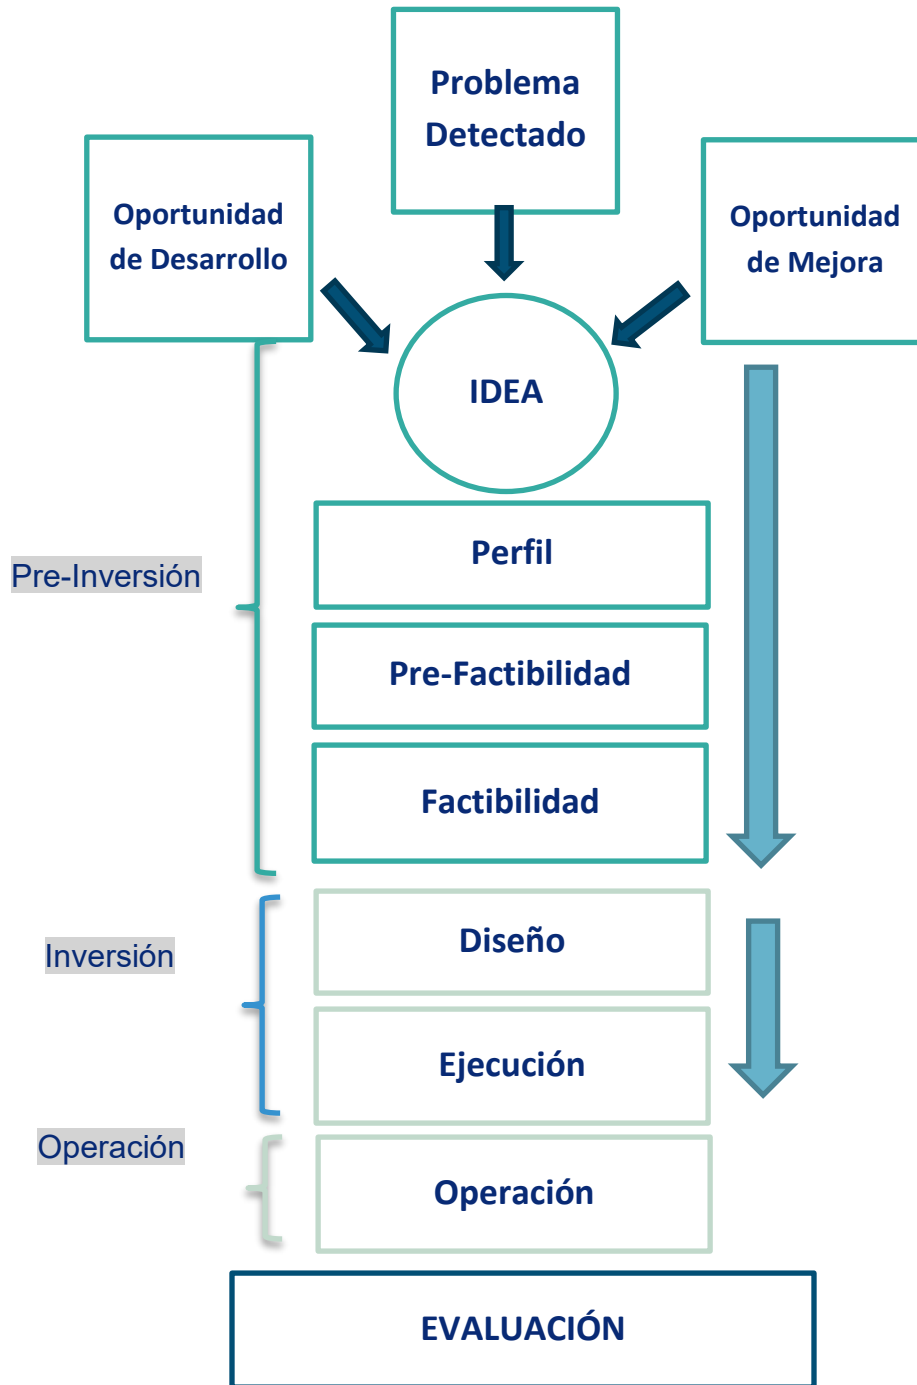 Problema
Detectado
Oportunidad
de Desarrollo
Oportunidad
de Mejora
IDEA
Perfil
Pre-Inversión
Pre-Factibilidad
Factibilidad
Diseño
Inversión
Ejecución
Operación
Operación
EVALUACIÓN